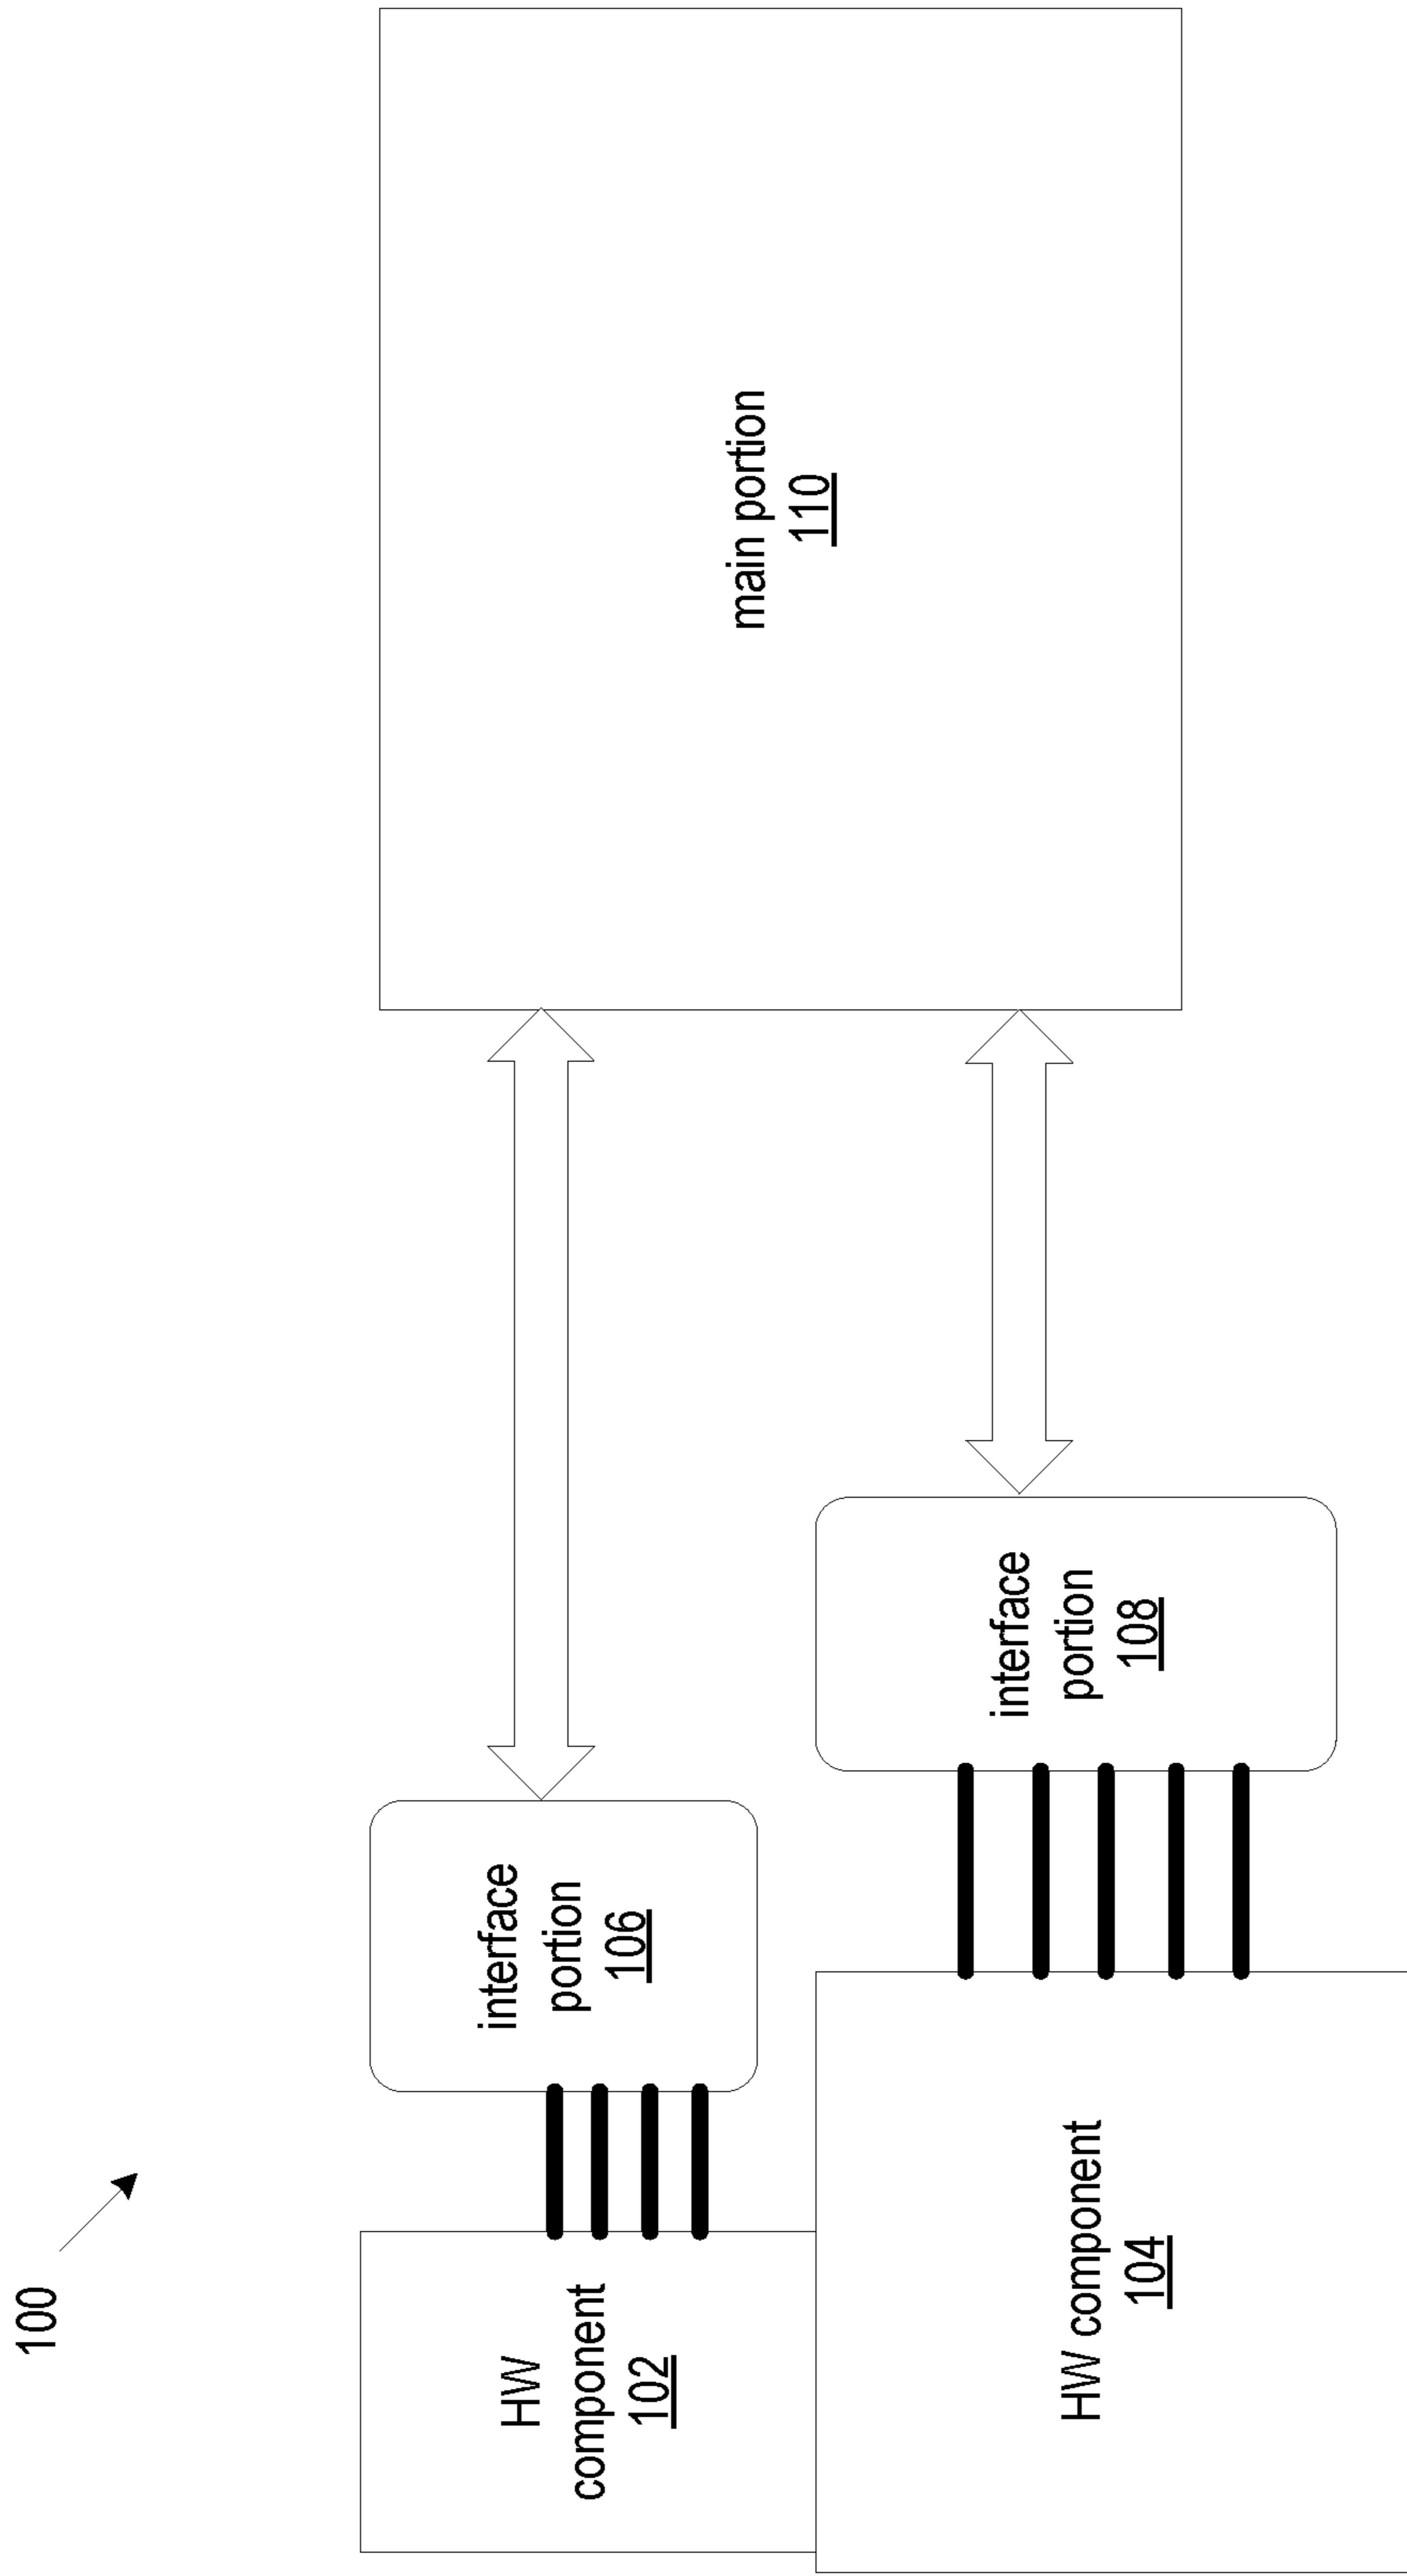 100
HW
component
102
interface
portion
106
main portion
110
HW component
104
interface
portion
108